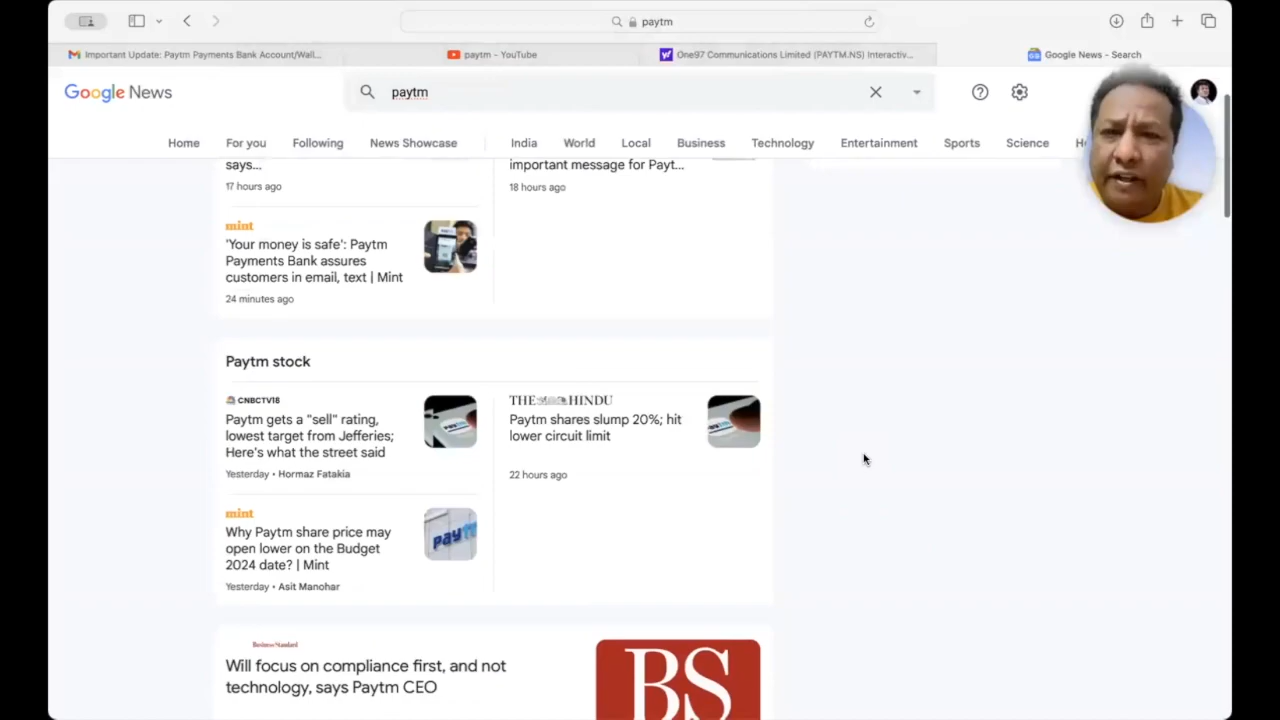 paytm
Important Update: Paytm Payments Bank Account/Wall...
paytm - YouTube
One97 Communications Limited (PAYTM.NS) Interactiv...
Google News - Search
Google News
paytm
Home
For you
Following
News Showcase
India
World
Local
Business
Technology
Entertainment
Sports
Science
says...
17 hours ago
important message for Payt...
18 hours ago
mint
'Your money is safe': Paytm
Payments Bank assures
customers in email, text | Mint
24 minutes ago
Paytm stock
CNBCTV18
Paytm gets a "sell" rating,
lowest target from Jefferies;
Here's what the street said
Yesterday • Hormaz Fatakia
THE HINDU
Paytm shares slump 20%; hit
lower circuit limit
22 hours ago
mint
Why Paytm share price may
open lower on the Budget
2024 date? | Mint
Yesterday • Asit Manohar
payt
Business Standard
Will focus on compliance first, and not
technology, says Paytm CEO
BS